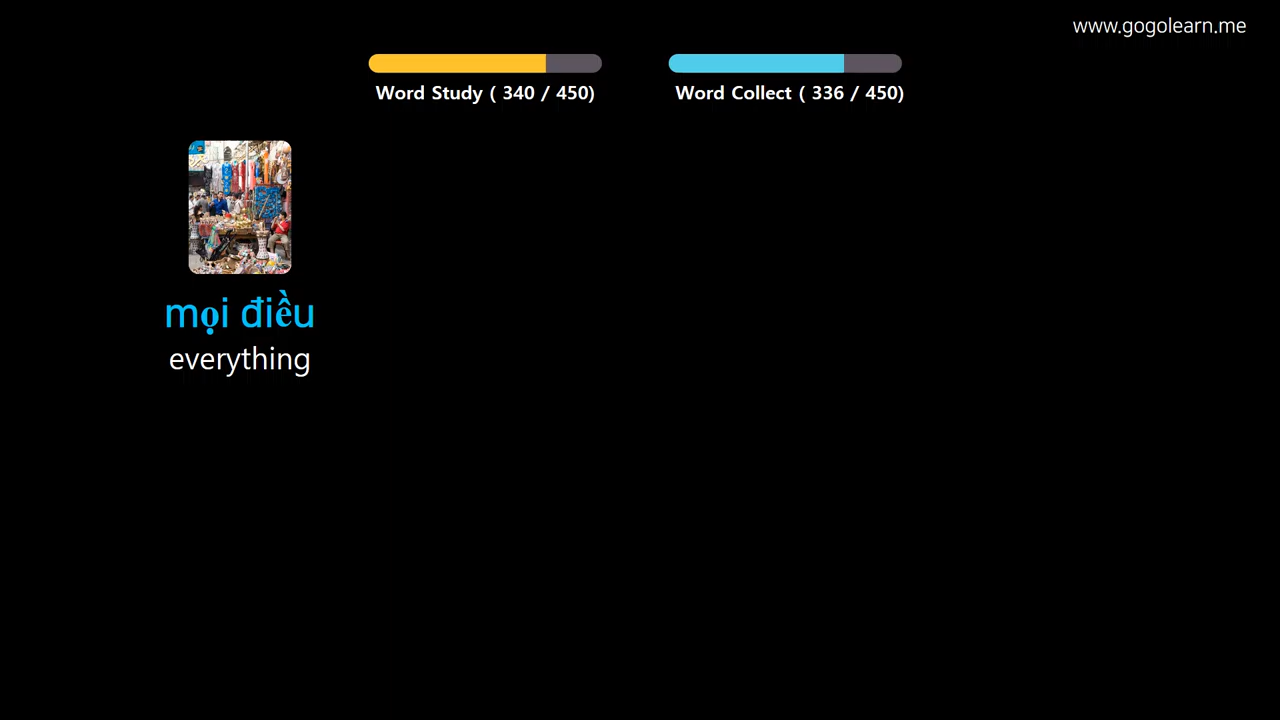 www.gogolearn.me
Word Study ( 340 / 450)
Word Collect ( 336 / 450)
mọi điều
everything